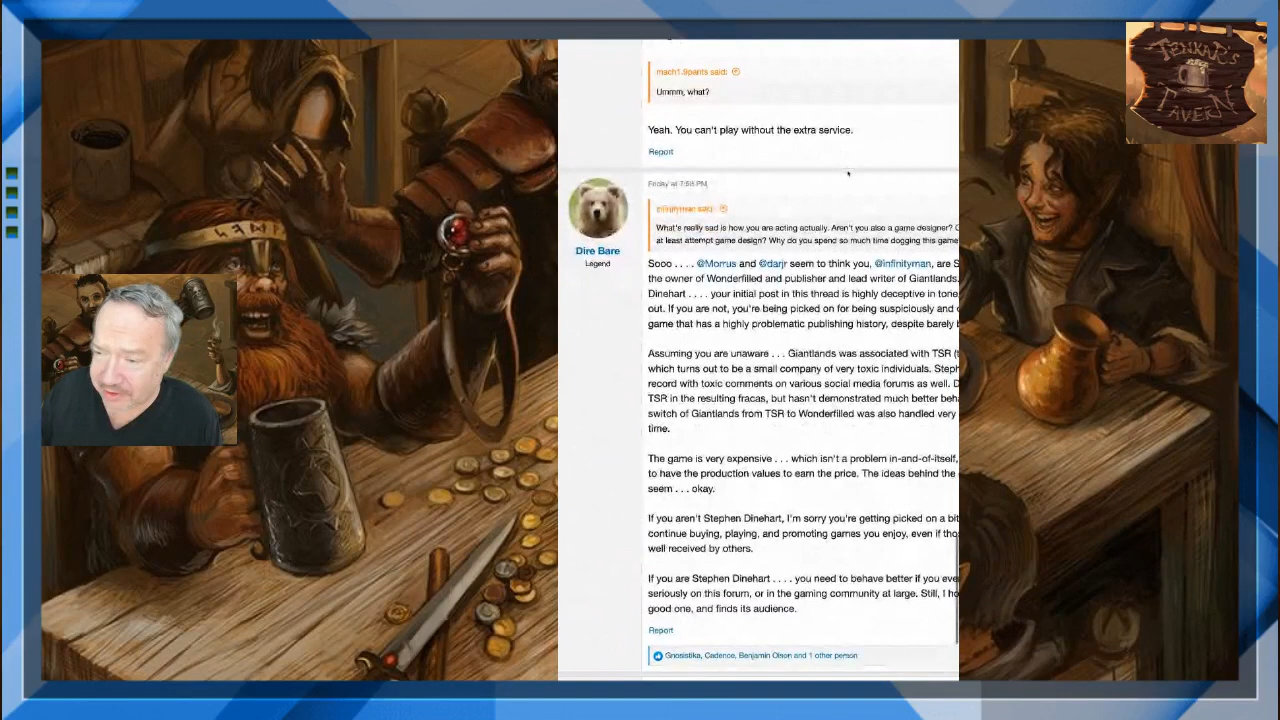 TENKAR'S
TAVERN
mach1.9pants said:
Ummm, what?
Yeah. You can't play without the extra service.
Report
Friday at 7:58 PM
infinityman said:
What's really sad is how you are acting actually. Aren't you also a game designer?
at least attempt game design? Why do you spend so much time dogging this game
Dire Bare
Legend
Sooo . . . . @Morrus and @darjr seem to think you, @infinityman, are S
the owner of Wonderfilled and publisher and lead writer of Giantlands.
Dinehart . . . . your initial post in this thread is highly deceptive in tone
out. If you are not, you're being picked on for being suspiciously and
game that has a highly problematic publishing history, despite barely
Assuming you are unaware . . . Giantlands was associated with TSR (
which turns out to be a small company of very toxic individuals. Steph
record with toxic comments on various social media forums as well. D
TSR in the resulting fracas, but hasn't demonstrated much better beha
switch of Giantlands from TSR to Wonderfilled was also handled very
time.
The game is very expensive . . . which isn't a problem in-and-of-itself,
to have the production values to earn the price. The ideas behind the
seem . . . okay.
If you aren't Stephen Dinehart, I'm sorry you're getting picked on a bit
continue buying, playing, and promoting games you enjoy, even if tho
well received by others.
If you are Stephen Dinehart . . . . you need to behave better if you eve
seriously on this forum, or in the gaming community at large. Still, I ho
good one, and finds its audience.
Report
Gnosistika, Cadence, Benjamin Olson and 1 other person